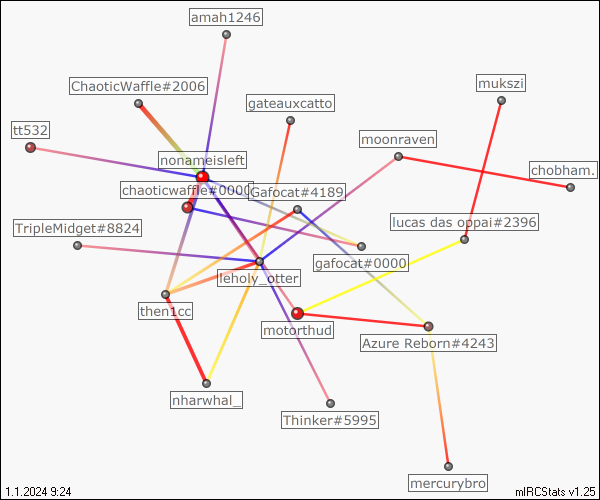 amah1246
ChaoticWaffle#2006
mukszi
gateauxcatto
tt532
moonraven
nonameisleft
chobham.
chaoticwaffle#0000
Gafocat#4189
TripleMidget#8824
lucas das oppai#2396
gafocat#0000
leholy_otter
then1cc
motorthud
Azure Reborn#4243
nharwhal_
Thinker#5995
mercurybro
1.1.2024 9:24
mIRCStats v1.25